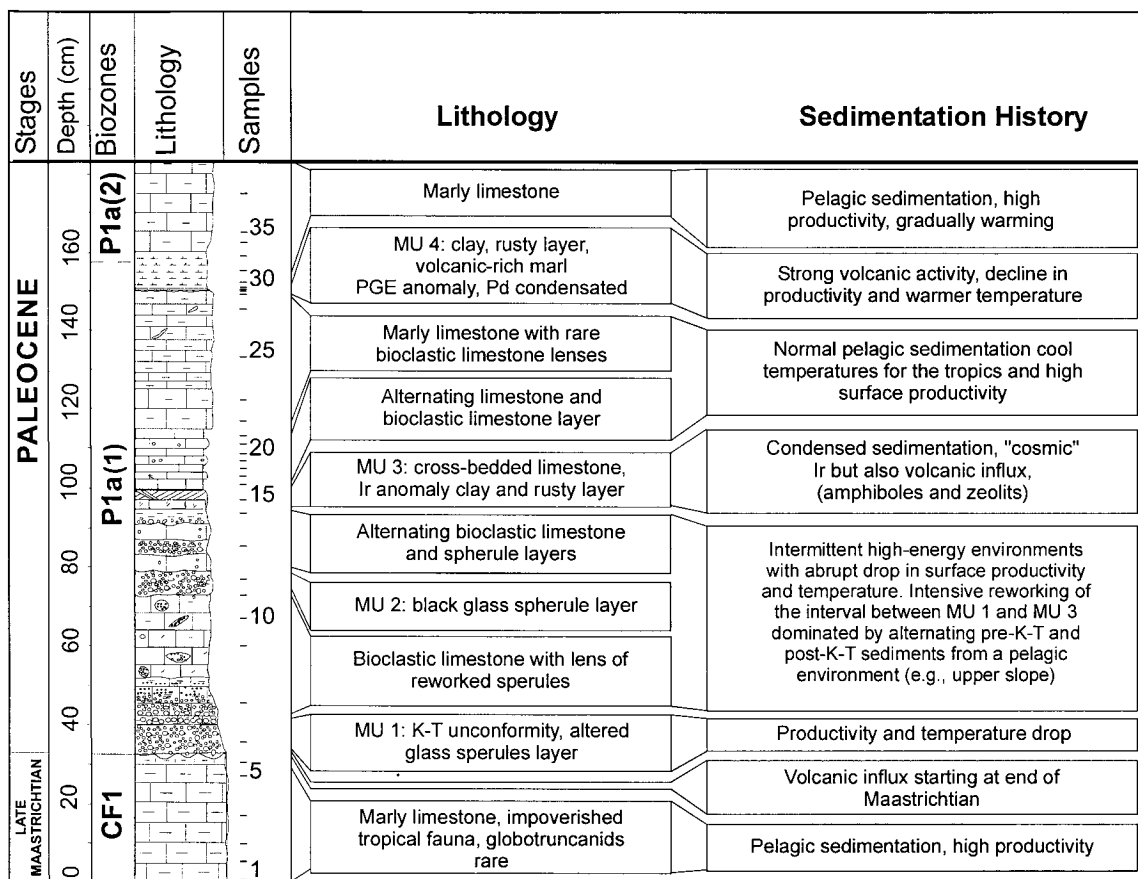 Stages
Depth (cm)
Biozones
Lithology
Samples
Lithology
Sedimentation History
PALEOCENE
LATE
MAASTRICHTIAN
160
140
120
100
80
60
40
20
0
P1a(2)
P1a(1)
CF1
35
30
25
20
15
10
5
1
Marly limestone
MU 4: clay, rusty layer,
volcanic-rich marl
PGE anomaly, Pd condensated
Marly limestone with rare
bioclastic limestone lenses
Alternating limestone and
bioclastic limestone layer
MU 3: cross-bedded limestone,
Ir anomaly clay and rusty layer
Alternating bioclastic limestone
and spherule layers
MU 2: black glass spherule layer
Bioclastic limestone with lens of
reworked sperules
MU 1: K-T unconformity, altered
glass sperules layer
Marly limestone, impoverished
tropical fauna, globotruncanids
rare
Pelagic sedimentation, high
productivity, gradually warming
Strong volcanic activity, decline in
productivity and warmer temperature
Normal pelagic sedimentation cool
temperatures for the tropics and high
surface productivity
Condensed sedimentation, "cosmic"
Ir but also volcanic influx,
(amphiboles and zeolits)
Intermittent high-energy environments
with abrupt drop in surface productivity
and temperature. Intensive reworking of
the interval between MU 1 and MU 3
dominated by alternating pre-K-T and
post-K-T sediments from a pelagic
environment (e.g., upper slope)
Productivity and temperature drop
Volcanic influx starting at end of
Maastrichtian
Pelagic sedimentation, high productivity